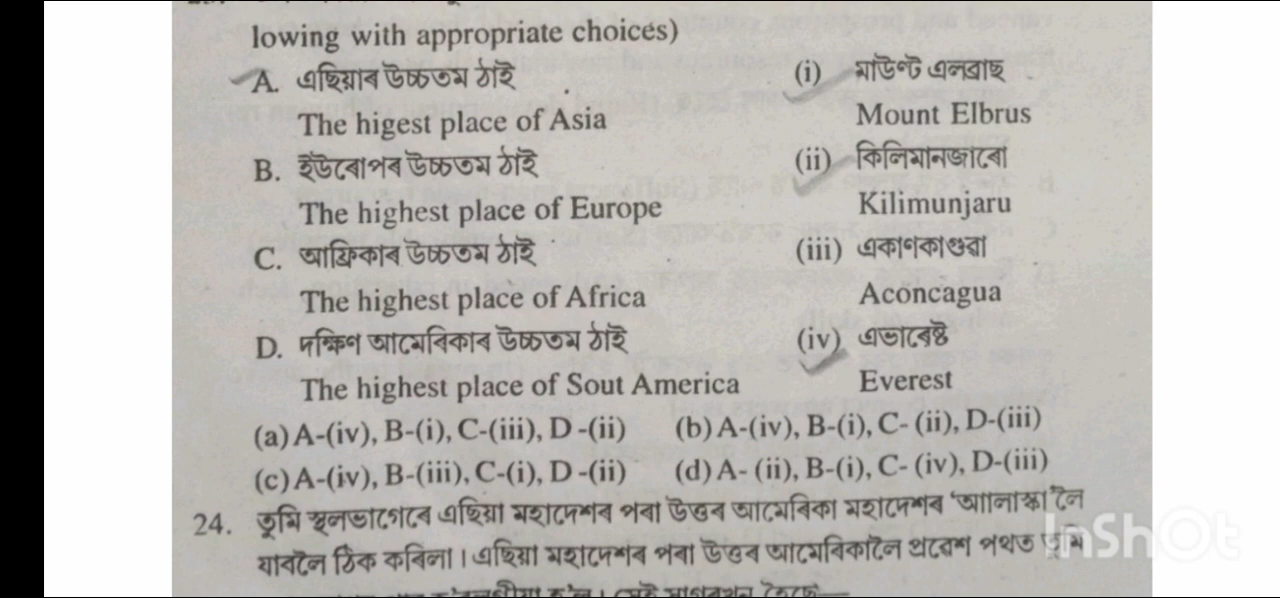 lowing with appropriate choices)
A. এছিয়াৰ উচ্চতম ঠাই (i) মাউণ্ট এলব্ৰাছ
The higest place of Asia Mount Elbrus
B. ইউৰোপৰ উচ্চতম ঠাই (ii) কিলিমানজাৰো
The highest place of Europe Kilimunjaru
C. আফ্ৰিকাৰ উচ্চতম ঠাই (iii) একাণকাগুৱা
The highest place of Africa Aconcagua
D. দক্ষিণ আমেৰিকাৰ উচ্চতম ঠাই (iv) এভাৰেষ্ট
The highest place of Sout America Everest
(a) A-(iv), B-(i), C-(iii), D -(ii) (b) A-(iv), B-(i), C- (ii), D-(iii)
(c) A-(iv), B-(iii), C-(i), D -(ii) (d) A- (ii), B-(i), C- (iv), D-(iii)
24. তুমি স্থলভাগেৰে এছিয়া মহাদেশৰ পৰা উত্তৰ আমেৰিকা মহাদেশৰ 'আলাস্কা'লৈ
যাবলৈ ঠিক কৰিলা। এছিয়া মহাদেশৰ পৰা উত্তৰ আমেৰিকালৈ প্ৰৱেশ পথত তুমি
InShOt